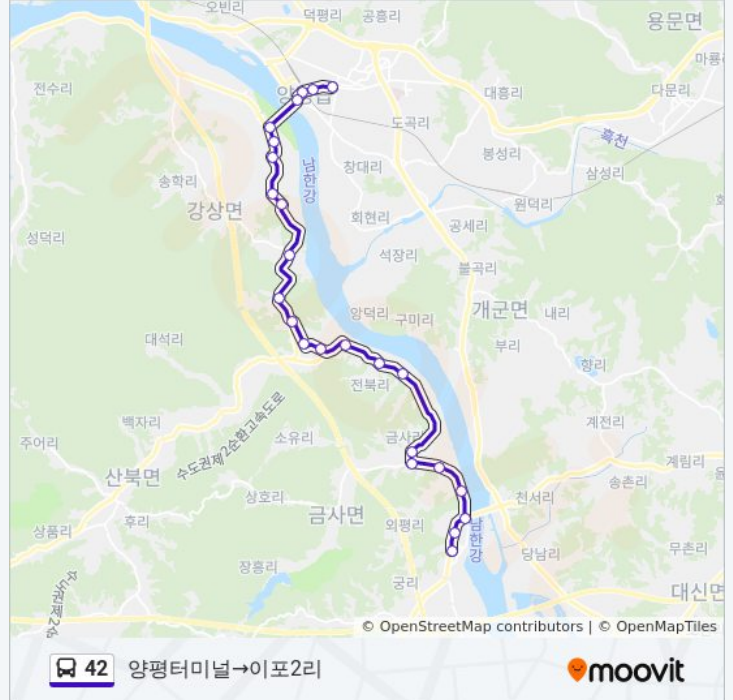 오빈리
덕평리
공흥리
용문면
마룡
전수리
대흥리
다문리
도곡리
흑천
봉성리
창대리
남한강
송학리
삼성리
강상면
원덕리
회현리
공세리
성덕리
석장리
불곡리
앙덕리
구미리
개군면
내리
대석리
부리
향리
전북리
수도권제2순환고속도로
백자리
계전리
주어리
소유리
금사리
계림리
산북면
송촌리
상호리
천서리
후리
금사면
외평리
상품리
남한강
당남리
무촌리
장흥리
궁리
대신면
수도권제2순
© OpenStreetMap contributors | © OpenMapTiles
42 양평터미널→이포2리
moovit